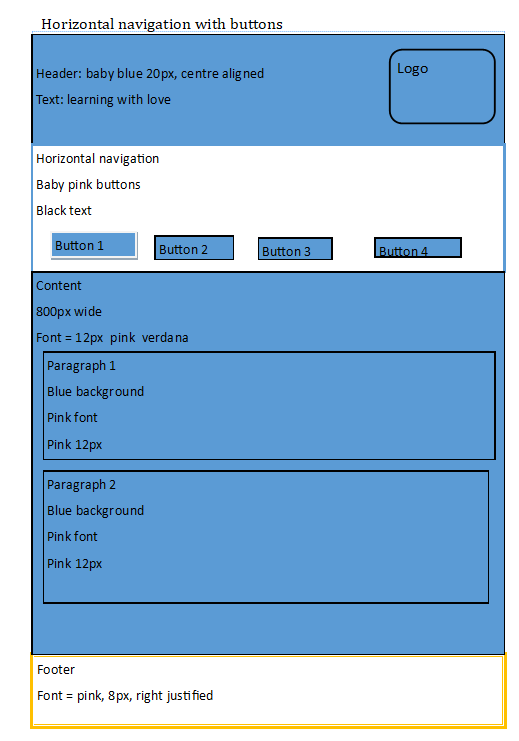 Horizontal navigation with buttons
Header: baby blue 20px, centre aligned
Logo
Text: learning with love
Horizontal navigation
Baby pink buttons
Black text
Button 1
Button 2
Button 3
Button 4
Content
800px wide
Font = 12px pink verdana
Paragraph 1
Blue background
Pink font
Pink 12px
Paragraph 2
Blue background
Pink font
Pink 12px
Footer
Font = pink, 8px, right justified